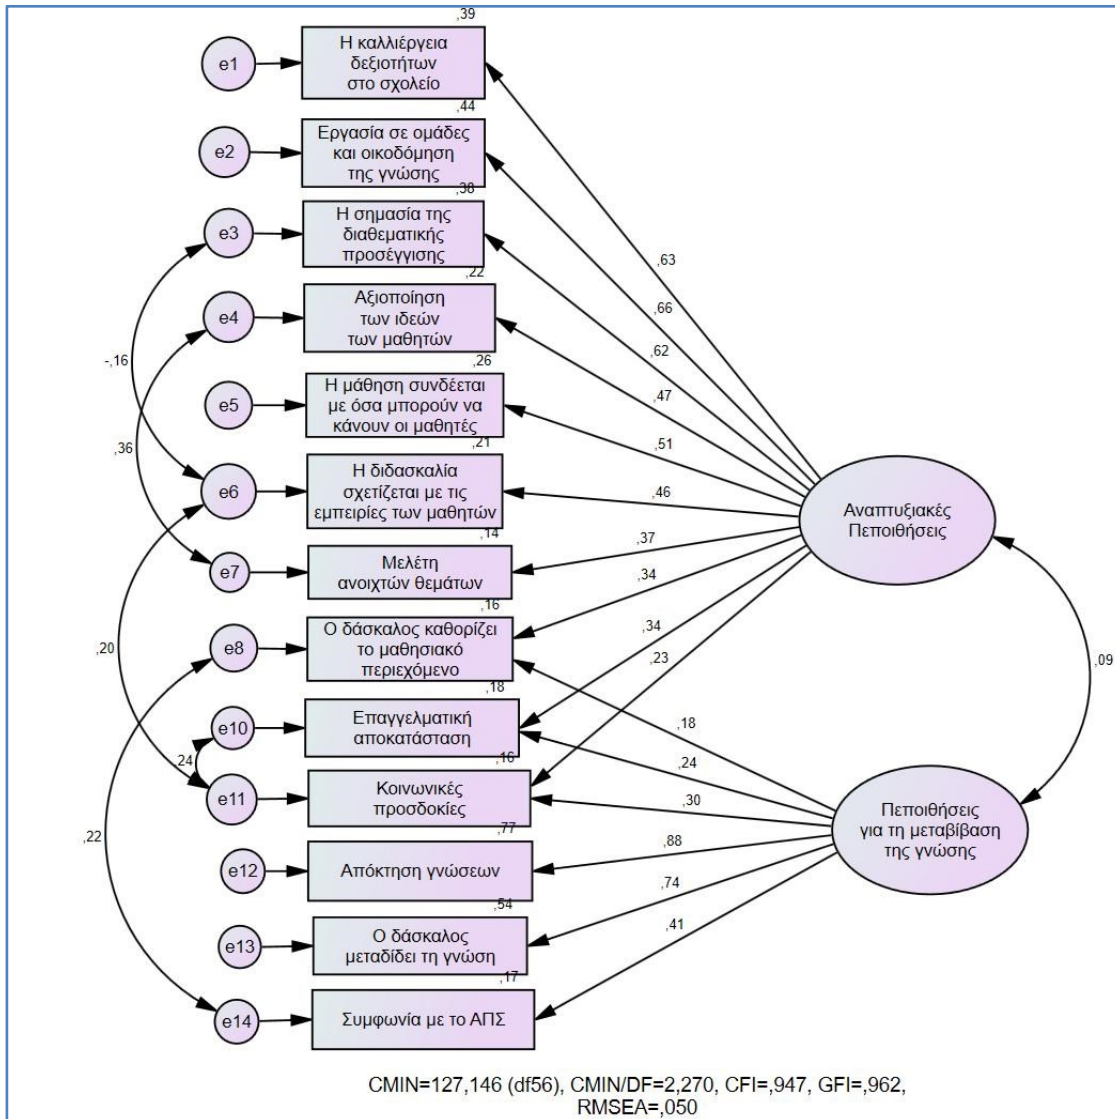 ,39
e1
Η καλλιέργεια
δεξιοτήτων
στο σχολείο
,44
e2
Εργασία σε ομάδες
και οικοδόμηση
της γνώσης
,38
e3
Η σημασία της
διαθεματικής
προσέγγισης
,22
e4
Αξιοποίηση
των ιδεών
των μαθητών
,26
e5
Η μάθηση συνδέεται
με όσα μπορούν να
κάνουν οι μαθητές
,21
e6
Η διδασκαλία
σχετίζεται με τις
εμπειρίες των μαθητών
,14
e7
Μελέτη
ανοιχτών θεμάτων
,16
e8
Ο δάσκαλος καθορίζει
το μαθησιακό
περιεχόμενο
,18
e10
Επαγγελματική
αποκατάσταση
,16
e11
Κοινωνικές
προσδοκίες
,77
e12
Απόκτηση γνώσεων
,54
e13
Ο δάσκαλος
μεταδίδει τη γνώση
,17
e14
Συμφωνία με το ΑΠΣ
-,16
,36
,20
,24
,22
,63
,66
,62
,47
,51
,46
,37
,34
,34
,23
,18
,24
,30
,88
,74
,41
Αναπτυξιακές
Πεποιθήσεις
,09
Πεποιθήσεις
για τη μεταβίβαση
της γνώσης
CMIN=127,146 (df56), CMIN/DF=2,270, CFI=,947, GFI=,962,
RMSEA=,050